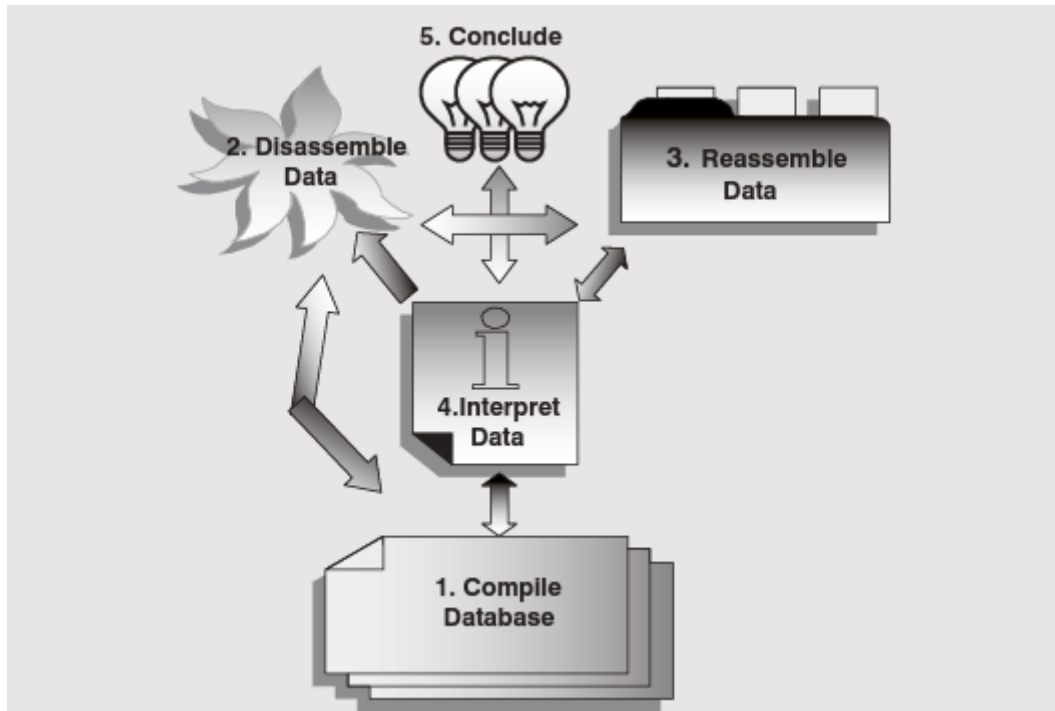 5. Conclude
2. Disassemble
Data
3. Reassemble
Data
i
4.Interpret
Data
1. Compile
Database